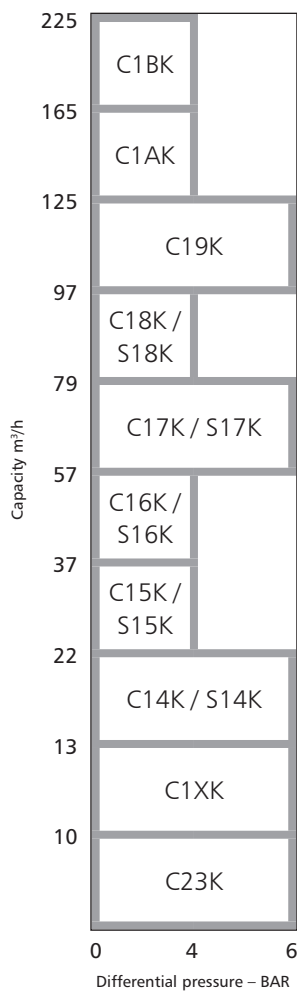 225
C1BK
165
C1AK
125
C19K
97
C18K /
S18K
79
C17K / S17K
57
C16K /
S16K
37
C15K /
S15K
22
C14K / S14K
13
C1XK
10
C23K
Capacity m³/h
0 4 6
Differential pressure – BAR